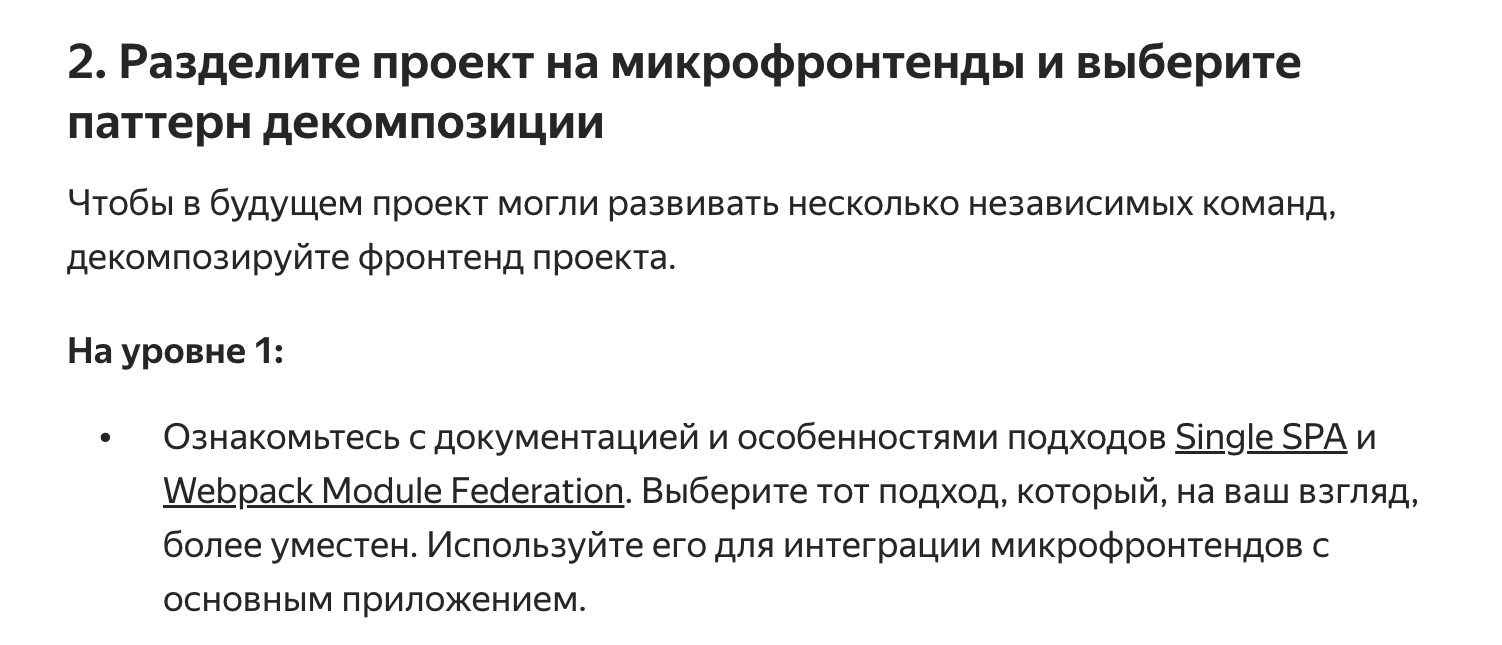 2. Разделите проект на микрофронтенды и выберите
паттерн декомпозиции
Чтобы в будущем проект могли развивать несколько независимых команд,
декомпозируйте фронтенд проекта.
На уровне 1:
• Ознакомьтесь с документацией и особенностями подходов Single SPA и
Webpack Module Federation. Выберите тот подход, который, на ваш взгляд,
более уместен. Используйте его для интеграции микрофронтендов с
основным приложением.